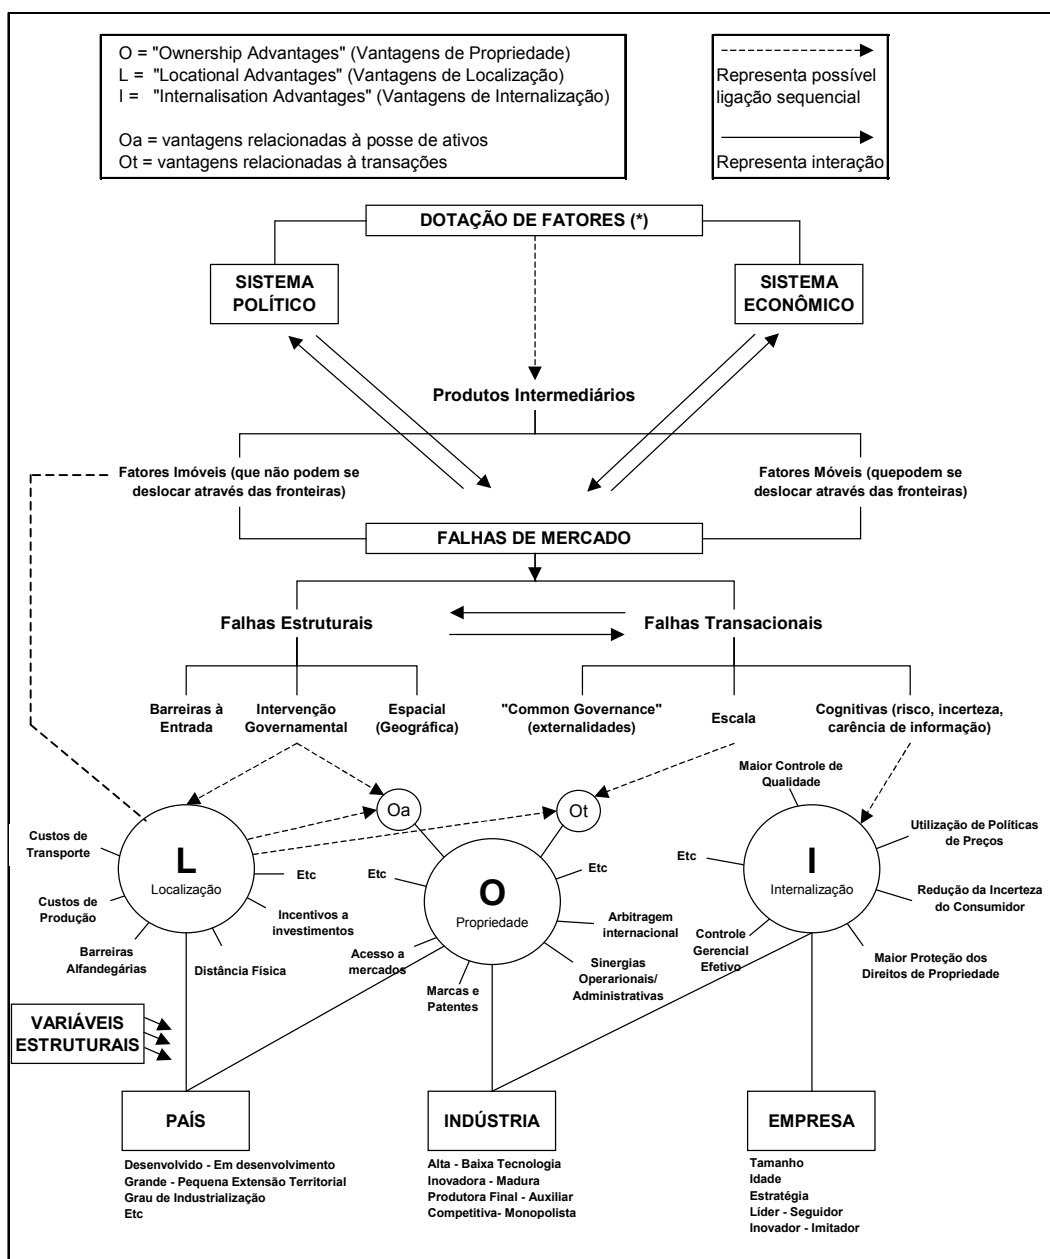 O = "Ownership Advantages" (Vantagens de Propriedade)
L = "Locational Advantages" (Vantagens de Localização)
I = "Internalisation Advantages" (Vantagens de Internalização)
Oa = vantagens relacionadas à posse de ativos
Ot = vantagens relacionadas à transações
Representa possível
ligação sequencial
Representa interação
DOTAÇÃO DE FATORES (*)
SISTEMA
POLÍTICO
SISTEMA
ECONÔMICO
Produtos Intermediários
Fatores Imóveis (que não podem se
deslocar através das fronteiras)
Fatores Móveis (quepodem se
deslocar através das fronteiras)
FALHAS DE MERCADO
Falhas Estruturais
Falhas Transacionais
Barreiras à
Entrada
Intervenção
Governamental
Espacial
(Geográfica)
"Common Governance"
(externalidades)
Escala
Cognitivas (risco, incerteza,
carência de informação)
Oa
Ot
L
Localização
Custos de
Transporte
Custos de
Produção
Barreiras
Alfandegárias
Distância Física
Incentivos a
investimentos
Etc
O
Propriedade
Etc
Acesso a
mercados
Marcas e
Patentes
Sinergias
Operarionais/
Administrativas
Arbitragem
internacional
Etc
I
Internalização
Maior Controle de
Qualidade
Utilização de Políticas
de Preços
Redução da Incerteza
do Consumidor
Maior Proteção dos
Direitos de Propriedade
Controle
Gerencial
Efetivo
Etc
VARIÁVEIS
ESTRUTURAIS
PAÍS
Desenvolvido - Em desenvolvimento
Grande - Pequena Extensão Territorial
Grau de Industrialização
Etc
INDÚSTRIA
Alta - Baixa Tecnologia
Inovadora - Madura
Produtora Final - Auxiliar
Competitiva- Monopolista
EMPRESA
Tamanho
Idade
Estratégia
Líder - Seguidor
Inovador - Imitador